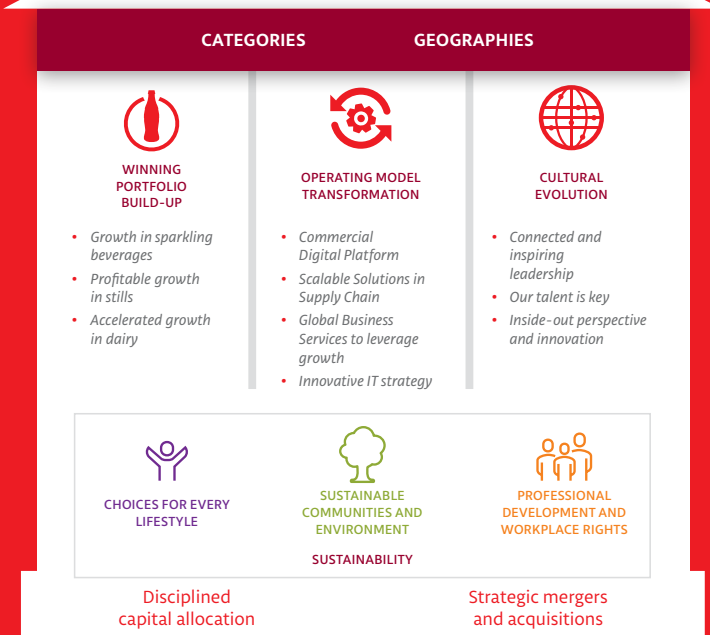 CATEGORIES
GEOGRAPHIES
WINNING
PORTFOLIO
BUILD-UP
• Growth in sparkling
beverages
• Profitable growth
in stills
• Accelerated growth
in dairy
OPERATING MODEL
TRANSFORMATION
• Commercial
Digital Platform
• Scalable Solutions in
Supply Chain
• Global Business
Services to leverage
growth
• Innovative IT strategy
CULTURAL
EVOLUTION
• Connected and
inspiring
leadership
• Our talent is key
• Inside-out perspective
and innovation
CHOICES FOR EVERY
LIFESTYLE
SUSTAINABLE
COMMUNITIES AND
ENVIRONMENT
PROFESSIONAL
DEVELOPMENT AND
WORKPLACE RIGHTS
SUSTAINABILITY
Disciplined
capital allocation
Strategic mergers
and acquisitions